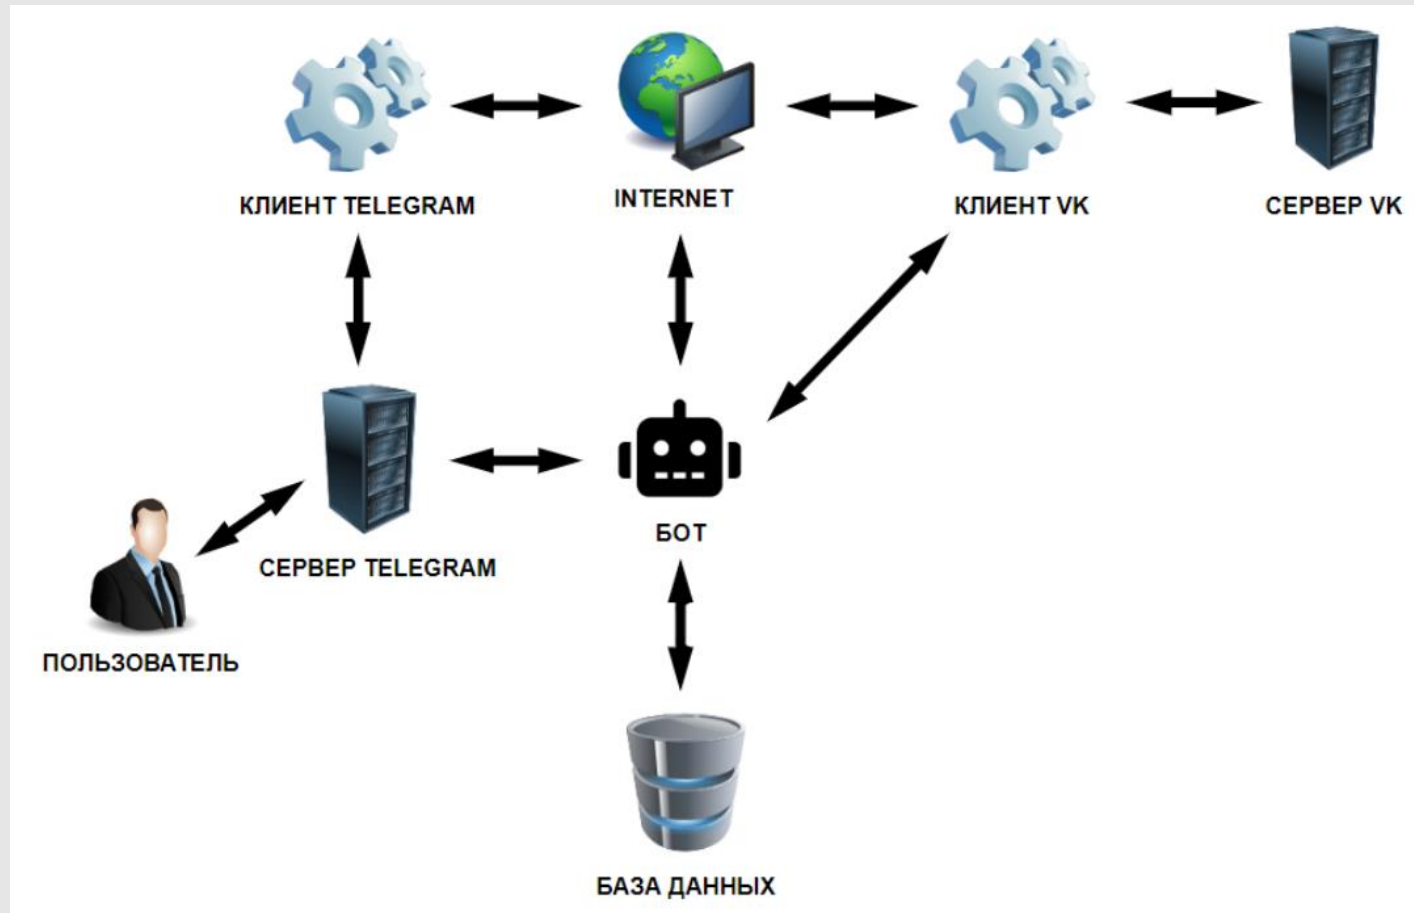 КЛИЕНТ TELEGRAM
INTERNET
КЛИЕНТ VK
СЕРВЕР VK
СЕРВЕР TELEGRAM
БОТ
ПОЛЬЗОВАТЕЛЬ
БАЗА ДАННЫХ